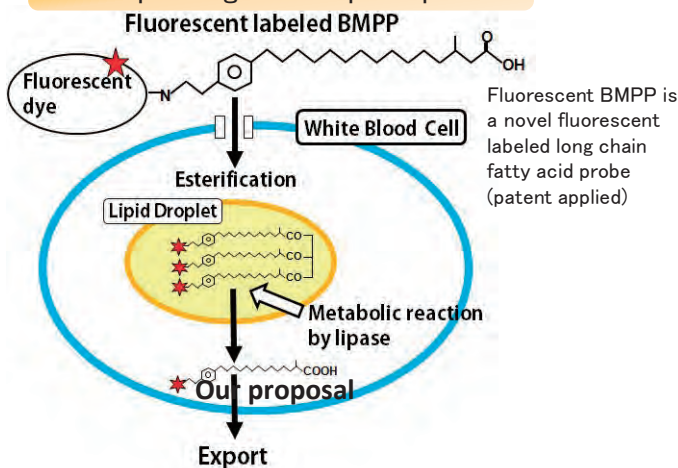 Fluorescent labeled BMPP
Fluorescent
dye
N
O
OH
Fluorescent BMPP is
a novel fluorescent
labeled long chain
fatty acid probe
(patent applied)
White Blood Cell
Esterification
Lipid Droplet
CO
CO
CO
Metabolic reaction
by lipase
COOH
Our proposal
Export